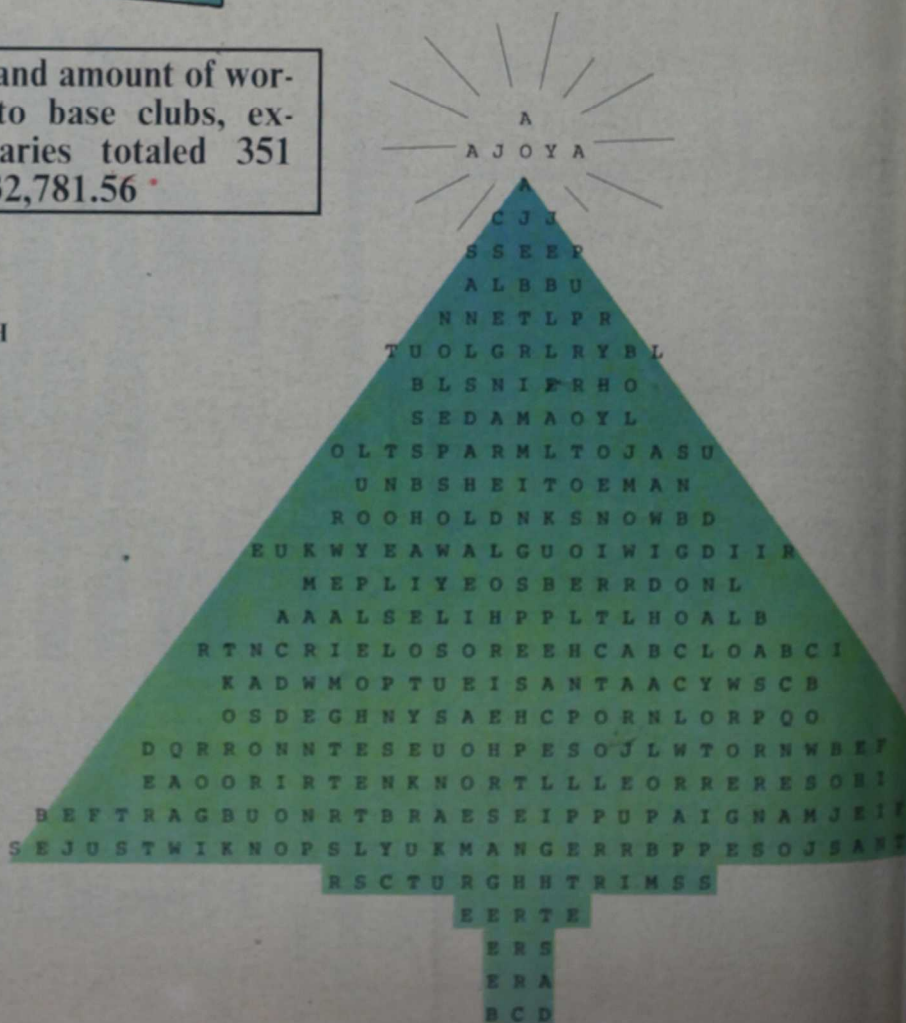 and amount of wor-
to base clubs, ex-
aries totaled 351
2,781.56
H
A
A J O Y A
A
C J J
S S E E P
A L B B U
N N E T L P R
T U O L G R L R Y B L
B L S N I E R H O
S E D A M A O Y L
O L T S P A R M L T O J A S U
U N B S H E I T O E M A N
R O O H O L D N K S N O W B D
E U K W Y E A W A L G U O I W I G D I I R
M E P L I Y E O S B E R R D O N L
A A A L S E L I H P P L T L H O A L B
R T N C R I E L O S O R E E H C A B C L O A B C I
K A D W M O P T U E I S A N T A A C Y W S C B
O S D E G H N Y S A E H C P O R N L O R P Q O
D Q R R O N N T E S E U O H P E S O J L W T O R N W B E F
E A O O R I R T E N K N O R T L L L E O R R E R E S O B I
B E F T R A G B U O N R T B R A E S E I P P U P A I G N A M J E I
S E J U S T W I K N O P S L Y U K M A N G E R R B P P E S O J S A N
R S C T U R G H H T R I M S S
E E R T E
E R S
E R A
B C D